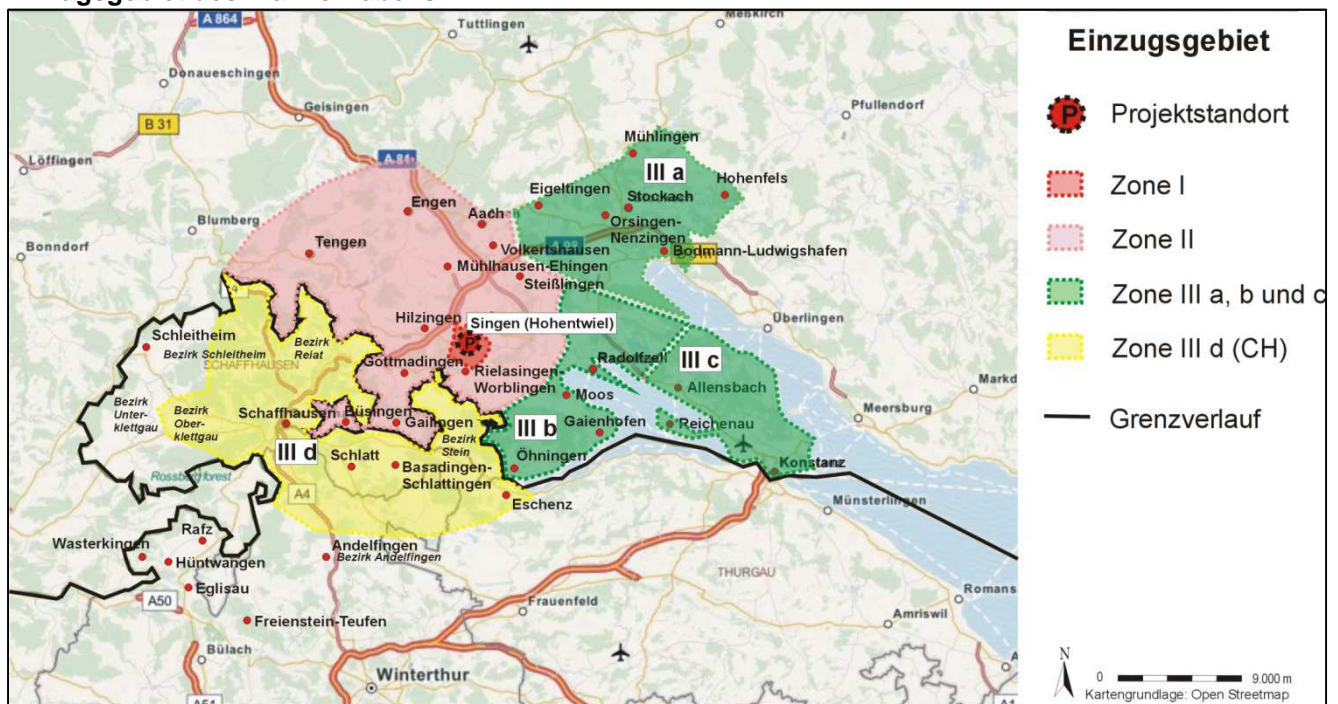 A 864
Tuttlingen
Meßkirch
Donaueschingen
Geisingen
Pfullendorf
B 31
Löffingen
A 81
Mühlingen
III a
Hohenfels
Eigeltingen
Stockach
Engen
Aach
Orsingen-
Nenzingen
Blumberg
Tengen
Volkertshausen
A 98
Bodmann-Ludwigshafen
Bonndorf
Mühlhausen-Ehingen
Steißlingen
Hilzingen
Singen (Hohentwiel)
P
Überlingen
Schleitheim
Bezirk Schleitheim
Bezirk
Reiat
SCHAFFHAUSEN
Gottmadingen
Radolfzell
III c
Rielasingen-
Worblingen
Allensbach
Markd
Bezirk
Unter-
klettgau
Bezirk
Ober-
klettgau
Moos
Meersburg
Schaffhausen
Büsingen
Gailingen
III b
Gaienhofen
Reichenau
III d
Bezirk
Stein
Schlatt
Basadingen-
Schlattingen
Öhningen
Konstanz
Rossberg forest
A4
Eschenz
Münsterlingen
Rafz
Wasterkingen
Andelfingen
Bezirk Andelfingen
Hüntwangen
THURGAU
Eglisau
A50
Romans
Frauenfeld
Amriswil
Freienstein-Teufen
Bülach
Winterthur
A51
A1
Einzugsgebiet
P Projektstandort
Zone I
Zone II
Zone III a, b und c
Zone III d (CH)
Grenzverlauf
N
0 9.000 m
Kartengrundlage: Open Streetmap